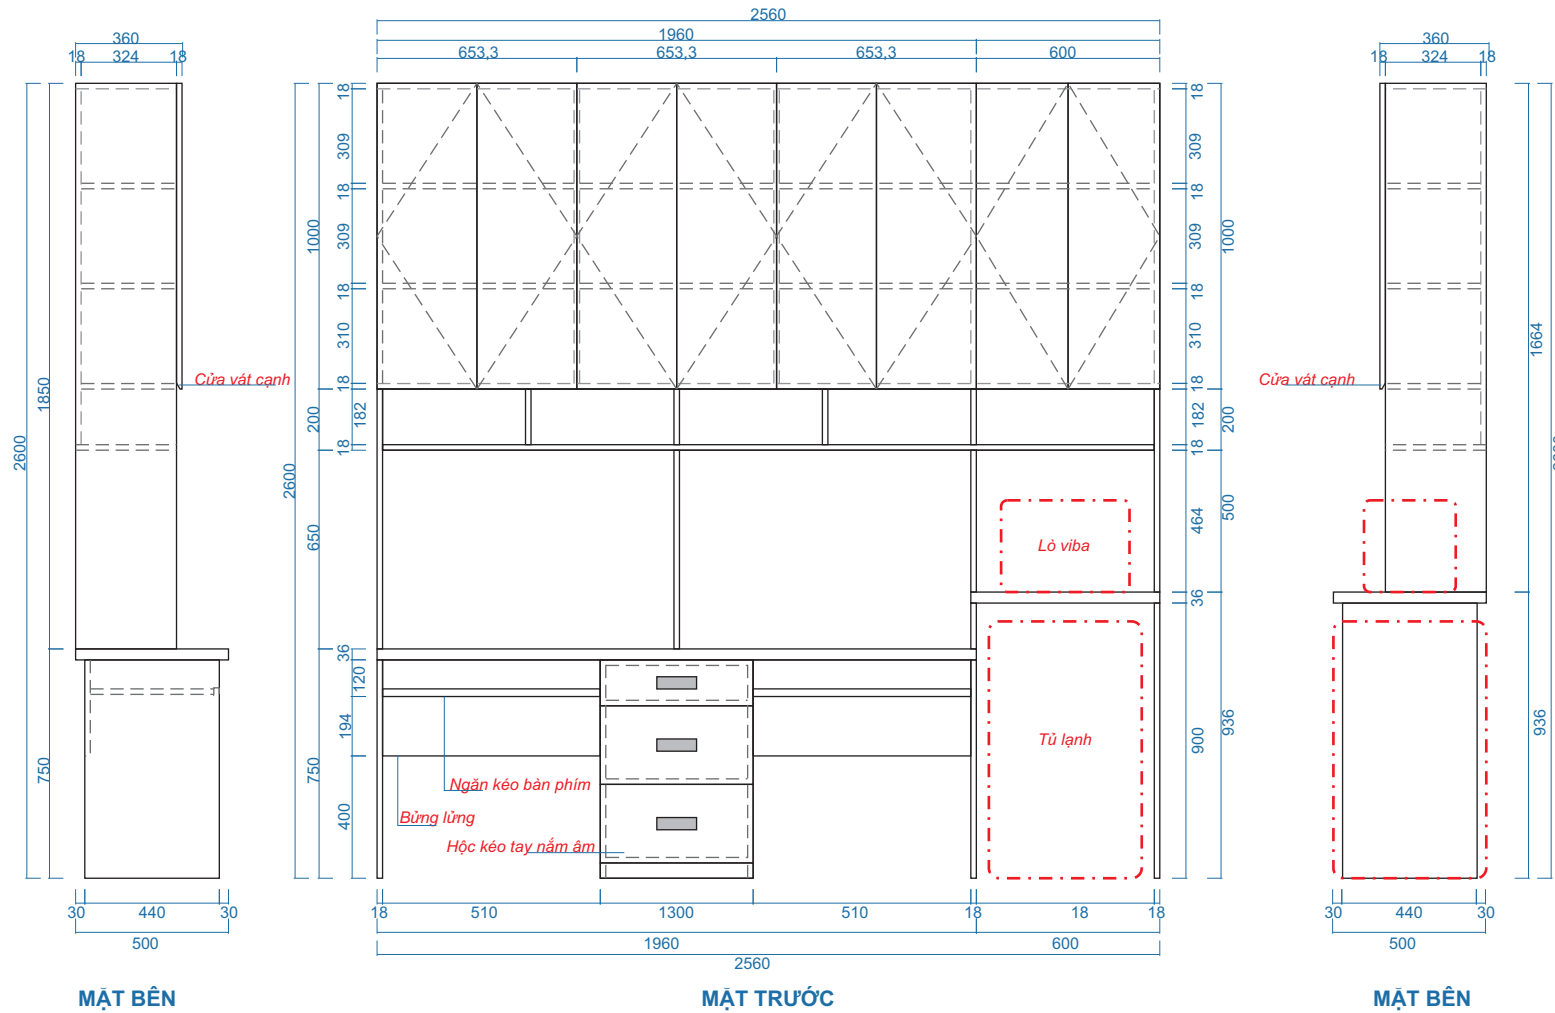 2560
360
1960
360
18 324 18
653,3 653,3 653,3 600
18 324 18
18 18
309 309
18 18
1000 309 309 1000
18 18
1664
310 310
Cửa vát cạnh
18 18
Cửa vát cạnh
1850
200 182 182 200
2600 18 18
2600
650 464 500
Lò viba
36
36
120
194 900 936 936
Tủ lạnh
750 750
Ngăn kéo bàn phím
400
Bửng lửng
Hộc kéo tay nắm âm
30 440 30 18 510 1300 510 18 18 18 30 440 30
500 1960 600 500
2560
MẶT BÊN MẶT TRƯỚC MẶT BÊN